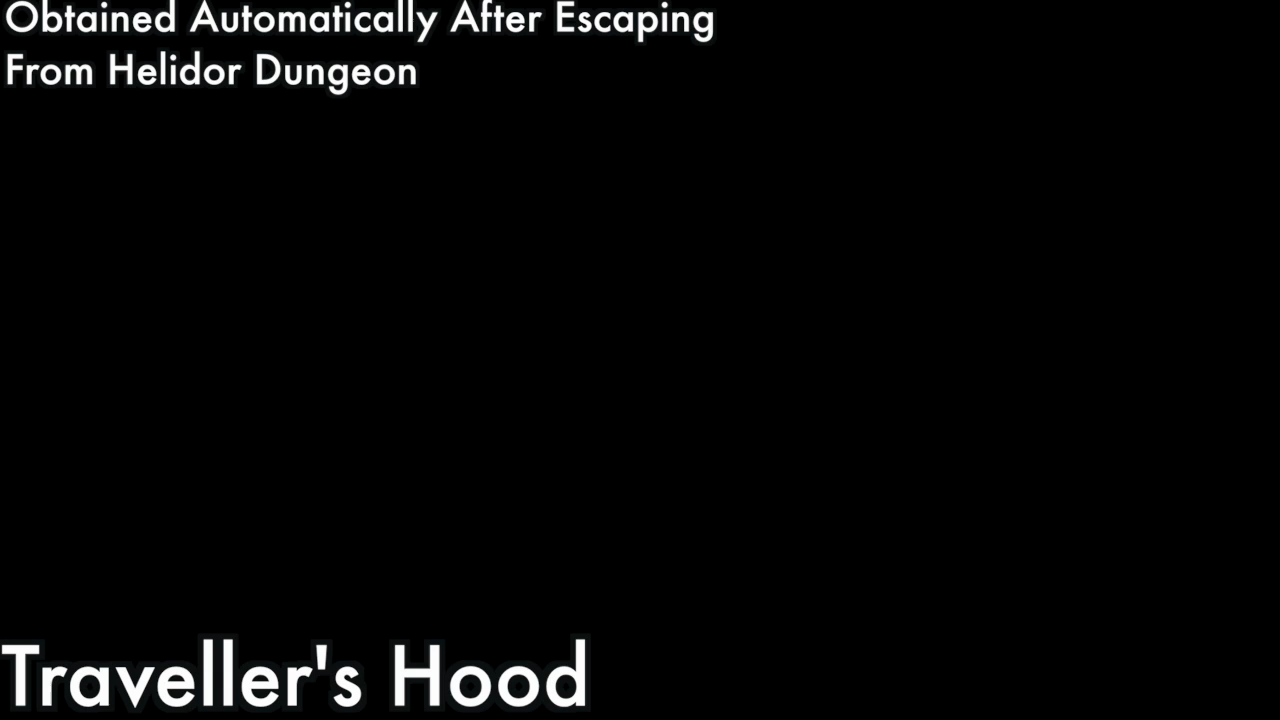 Obtained Automatically After Escaping
From Helidor Dungeon
Traveller's Hood